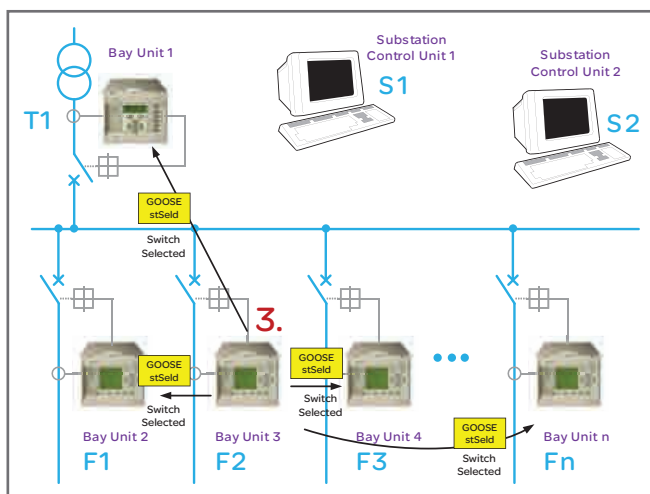 Bay Unit 1
Substation
Control Unit 1
S1
Substation
Control Unit 2
S2
T1
GOOSE
stSeld
Switch
Selected
3.
GOOSE
stSeld
Switch
Selected
GOOSE
stSeld
Switch
Selected
GOOSE
stSeld
Switch
Selected
Bay Unit 2
Bay Unit 3
Bay Unit 4
Bay Unit n
F1
F2
F3
Fn